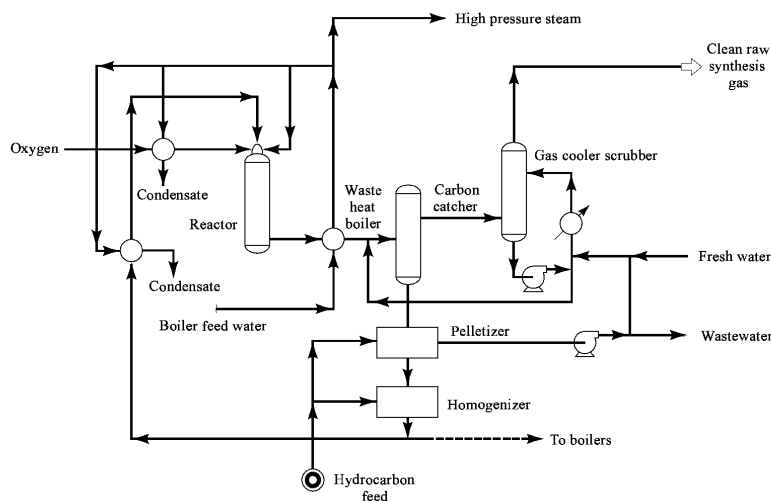 High pressure steam
Clean raw
synthesis
gas
Oxygen
Condensate
Reactor
Waste
heat
boiler
Carbon
catcher
Gas cooler scrubber
Condensate
Fresh water
Boiler feed water
Pelletizer
Wastewater
Homogenizer
To boilers
Hydrocarbon
feed